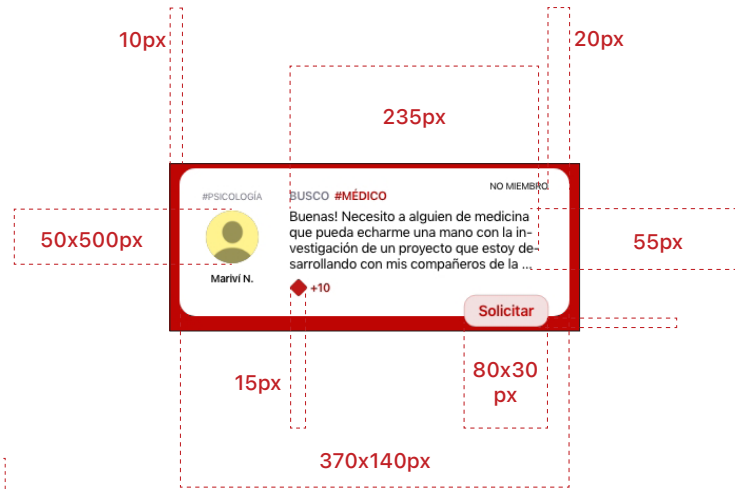 10px
20px
235px
NO MIEMBRO
#PSICOLOGÍA
BUSCO #MÉDICO
Buenas! Necesito a alguien de medicina
que pueda echarme una mano con la in-
vestigación de un proyecto que estoy de-
sarrollando con mis compañeros de la ...
50x500px
55px
Mariví N.
+10
Solicitar
15px
80x30
px
370x140px